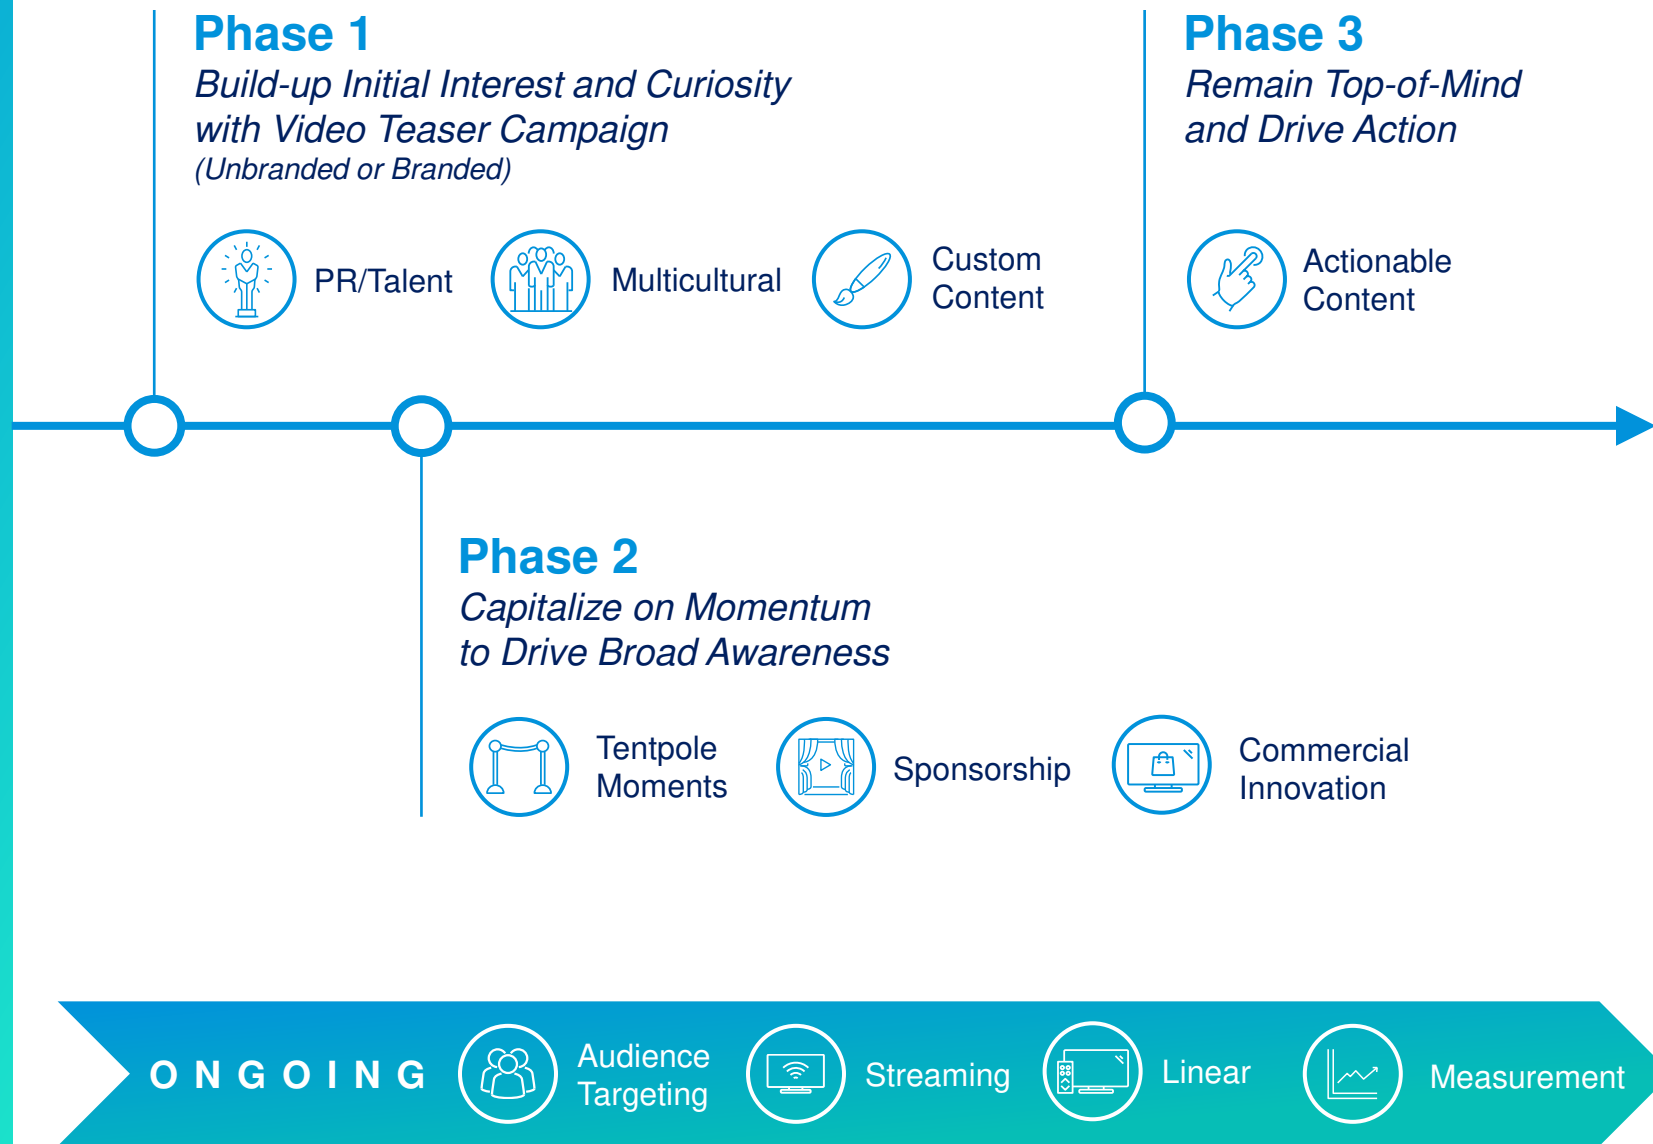 Phase 1
Build-up Initial Interest and Curiosity
with Video Teaser Campaign
(Unbranded or Branded)
PR/Talent
Multicultural
Custom
Content
Phase 3
Remain Top-of-Mind
and Drive Action
Actionable
Content
Phase 2
Capitalize on Momentum
to Drive Broad Awareness
Tentpole
Moments
Sponsorship
Commercial
Innovation
ONGOING
Audience
Targeting
Streaming
Linear
Measurement